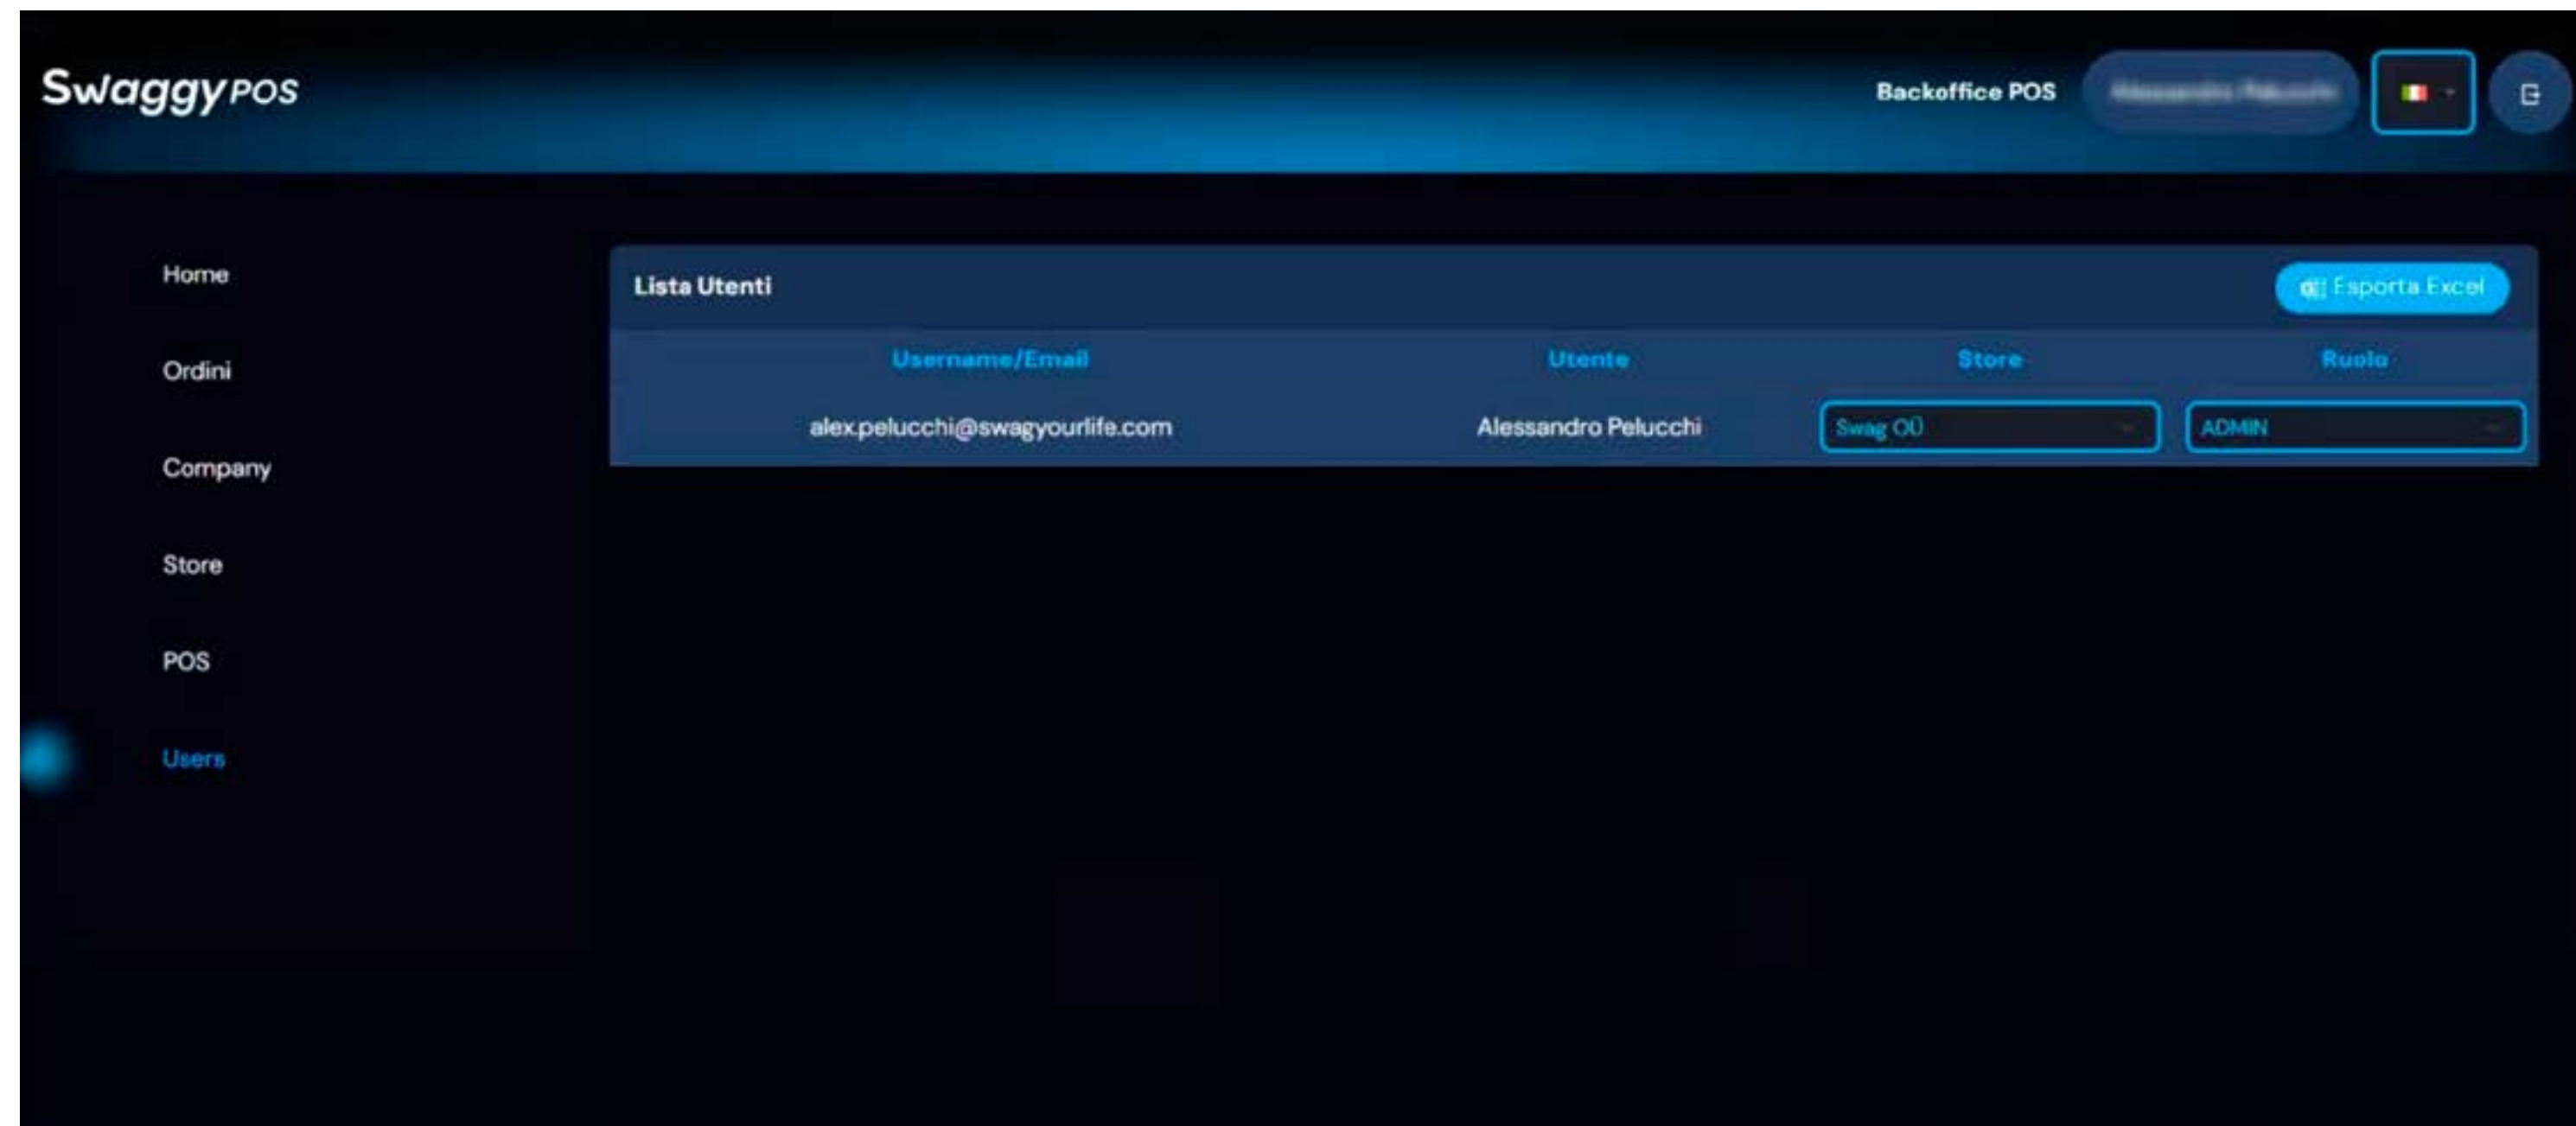 SwaggyPOS
Backoffice POS
Home
Ordini
Company
Store
POS
Users
Lista Utenti
Esporta Excel
Username/Email Utente Store Ruolo
alex.pelucchi@swagyourlife.com Alessandro Pelucchi Swag OÜ ADMIN